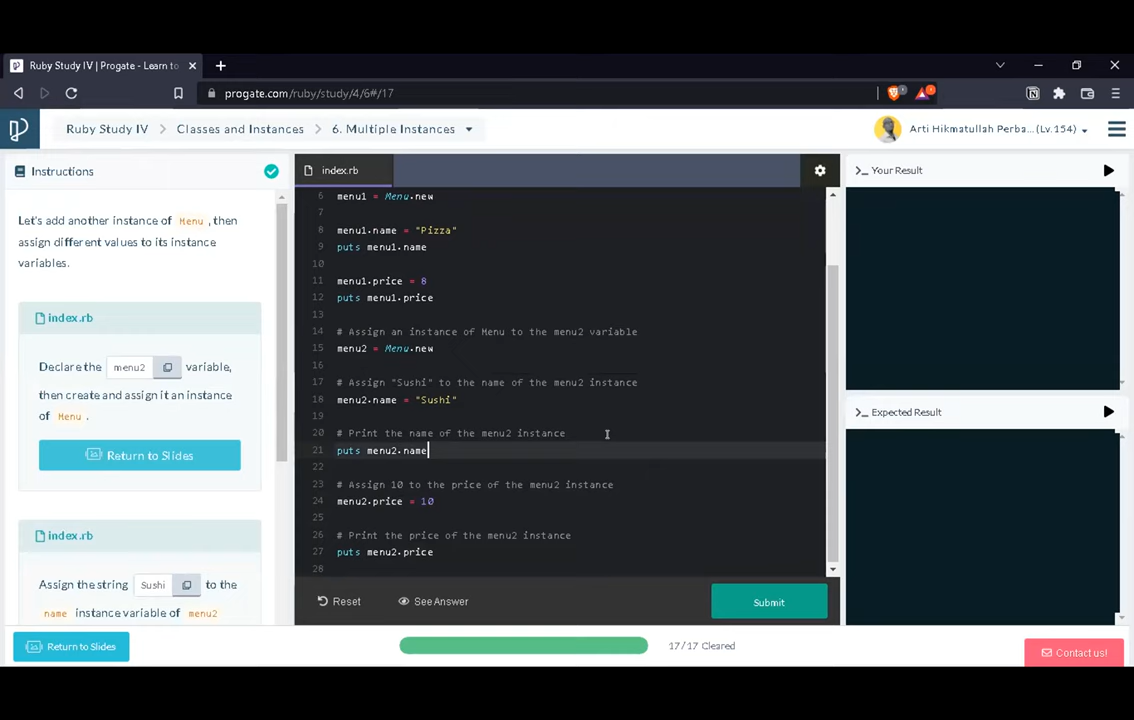 Ruby Study IV | Progate - Learn to
progate.com/ruby/study/4/6#/17
Ruby Study IV > Classes and Instances > 6. Multiple Instances
Arti Hikmatullah Perba... (Lv.154)
Instructions
Let's add another instance of Menu, then
assign different values to its instance
variables.
index.rb
Declare the menu2 variable,
then create and assign it an instance
of Menu.
Return to Slides
index.rb
Assign the string Sushi to the
name instance variable of menu2
index.rb
6 menu1 = Menu.new
7
8 menu1.name = "Pizza"
9 puts menu1.name
10
11 menu1.price = 8
12 puts menu1.price
13
14 # Assign an instance of Menu to the menu2 variable
15 menu2 = Menu.new
16
17 # Assign "Sushi" to the name of the menu2 instance
18 menu2.name = "Sushi"
19
20 # Print the name of the menu2 instance
21 puts menu2.name
22
23 # Assign 10 to the price of the menu2 instance
24 menu2.price = 10
25
26 # Print the price of the menu2 instance
27 puts menu2.price
28
Reset
See Answer
Submit
>_ Your Result
>_ Expected Result
Return to Slides
17/17 Cleared
Contact us!